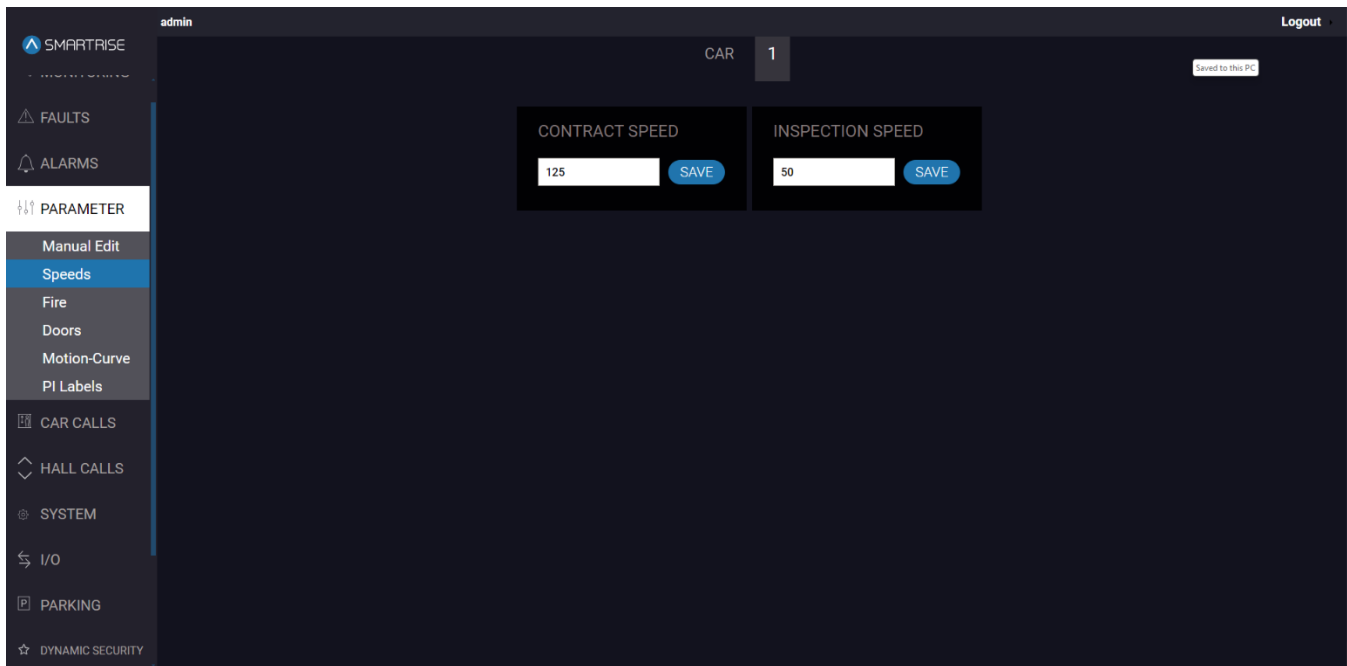 admin
Logout
SMARTRISE
CAR 1
Saved to this PC
FAULTS
ALARMS
PARAMETER
Manual Edit
Speeds
Fire
Doors
Motion-Curve
PI Labels
CAR CALLS
HALL CALLS
SYSTEM
I/O
P PARKING
DYNAMIC SECURITY
CONTRACT SPEED
125 SAVE
INSPECTION SPEED
50 SAVE